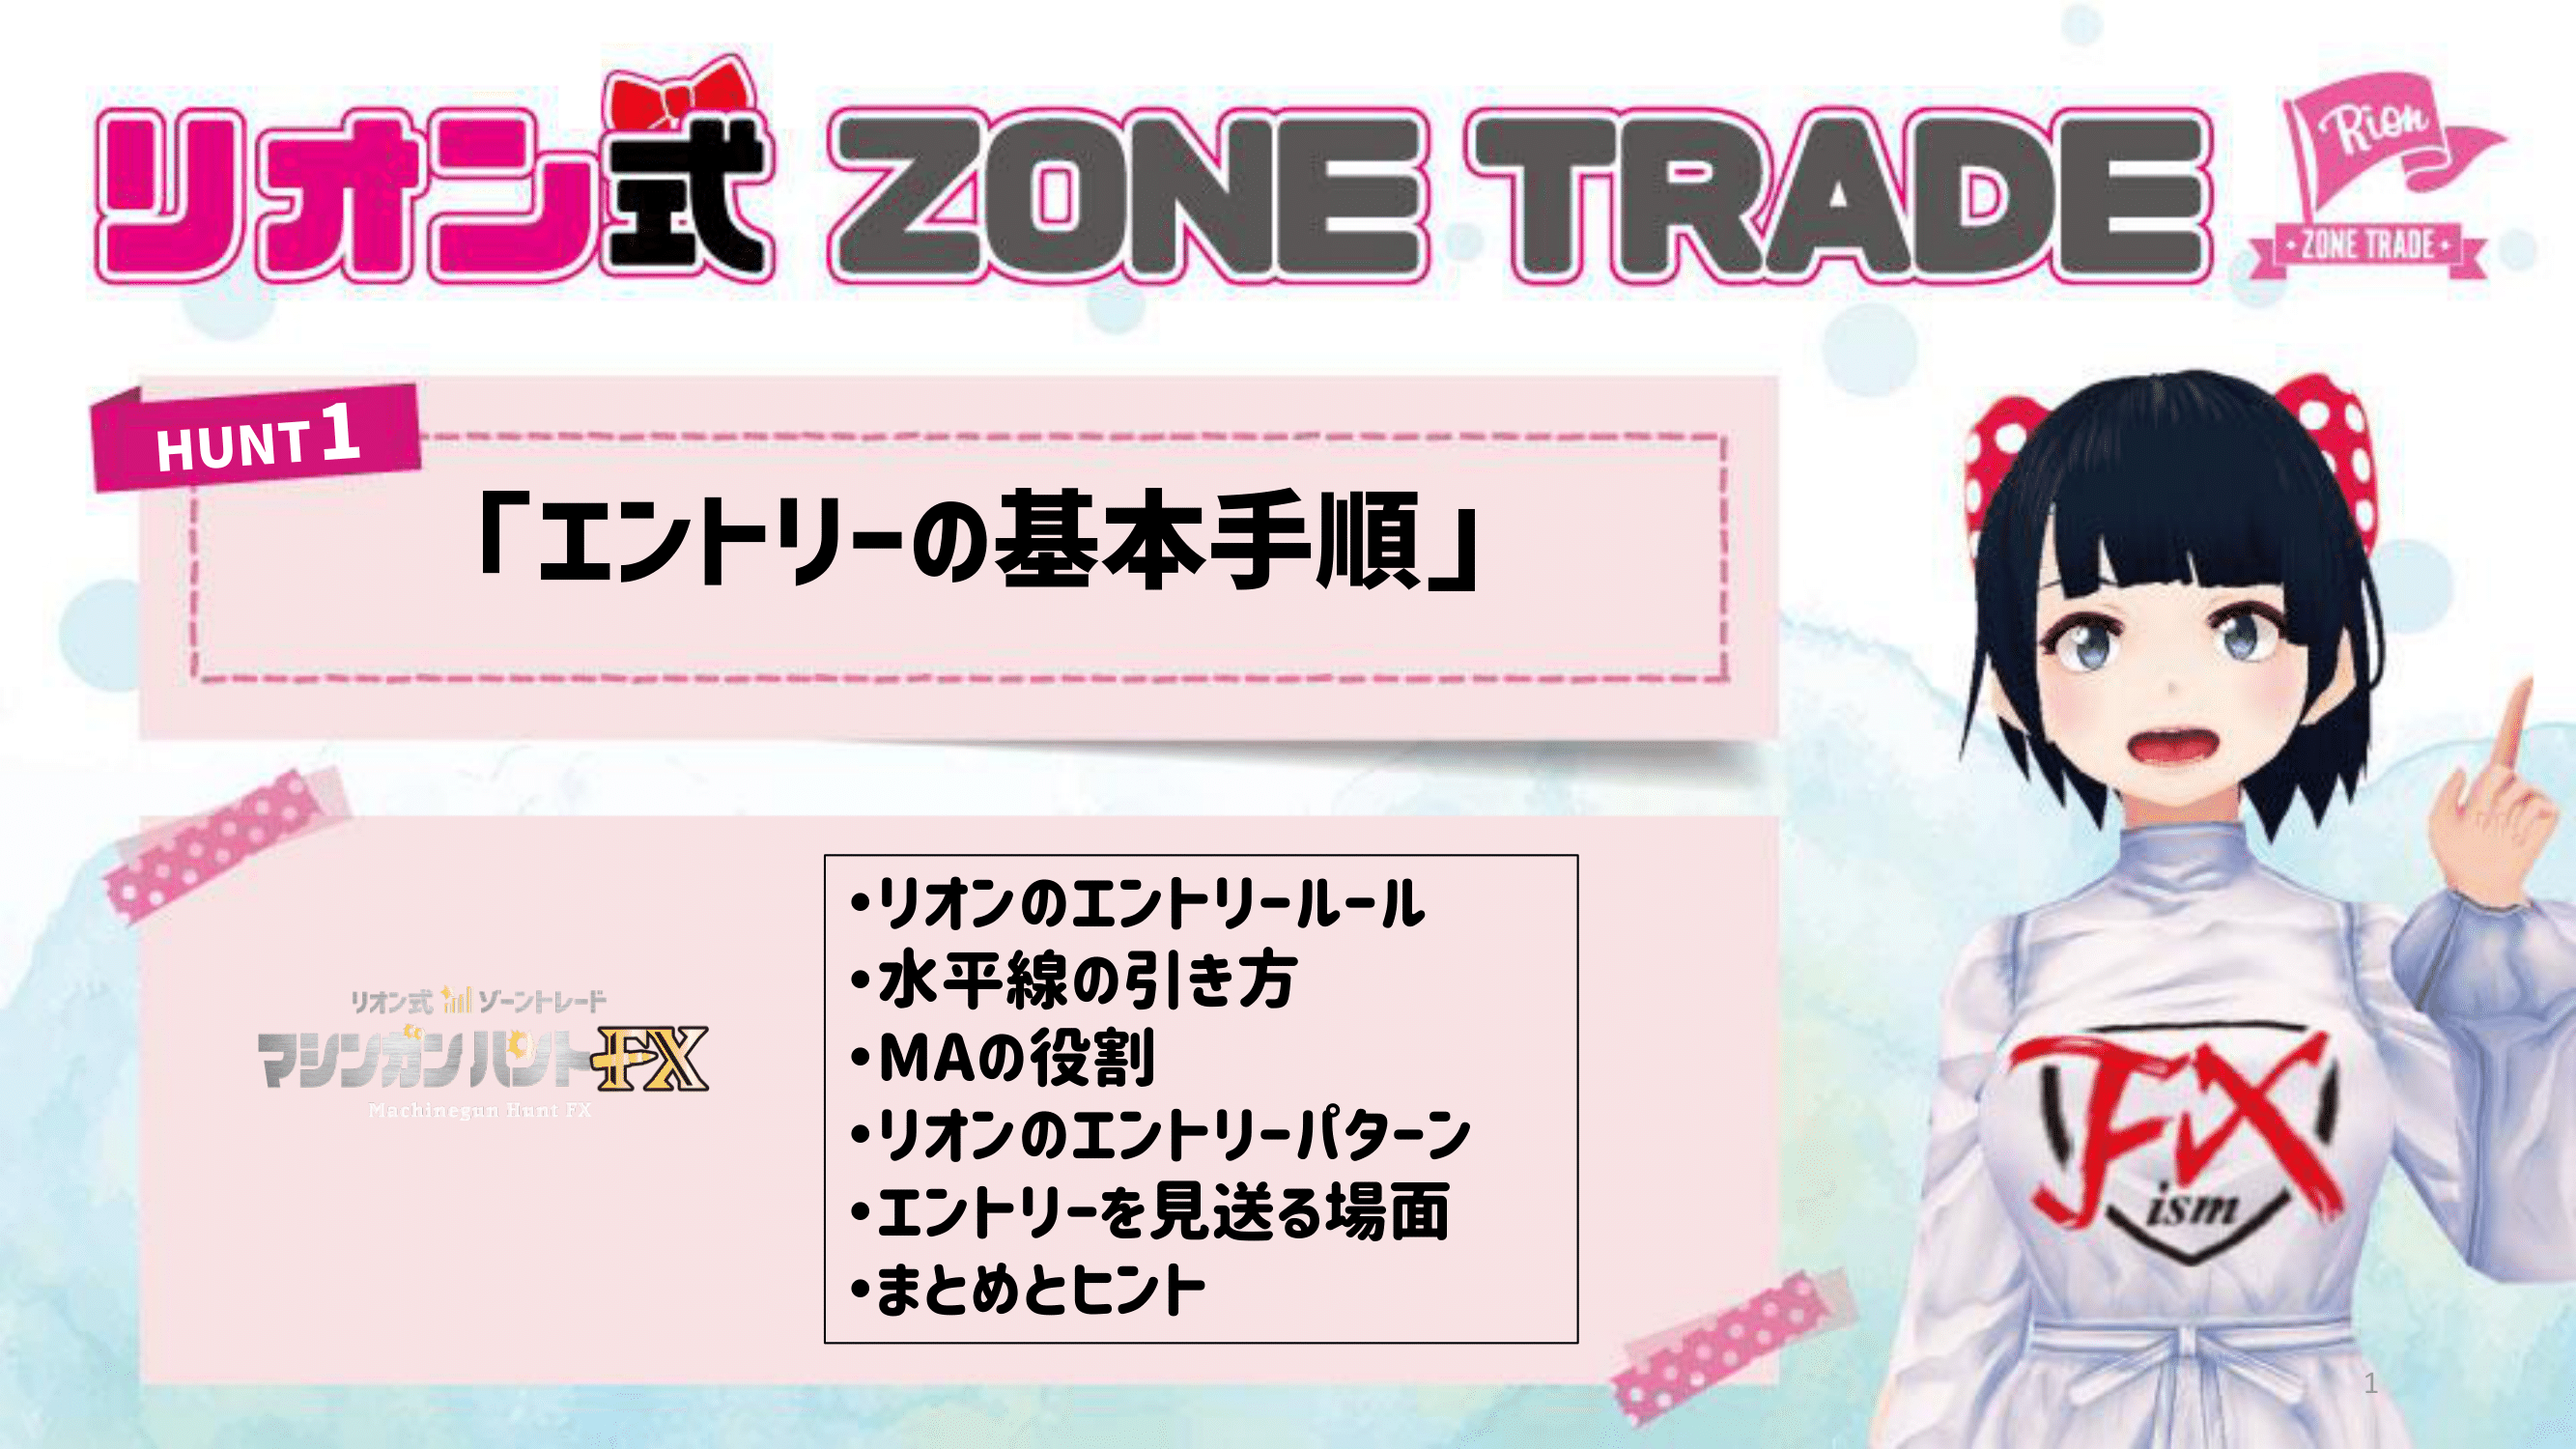 リオン式 ZONE TRADE
Rion
ZONE TRADE
HUNT1
「エントリーの基本手順」
•リオンのエントリールール
•水平線の引き方
•MAの役割
•リオンのエントリーパターン
•エントリーを見送る場面
•まとめとヒント
リオン式 ゾーントレード
マシンガンハントFX
Machinegun Hunt FX
FX
ism
1